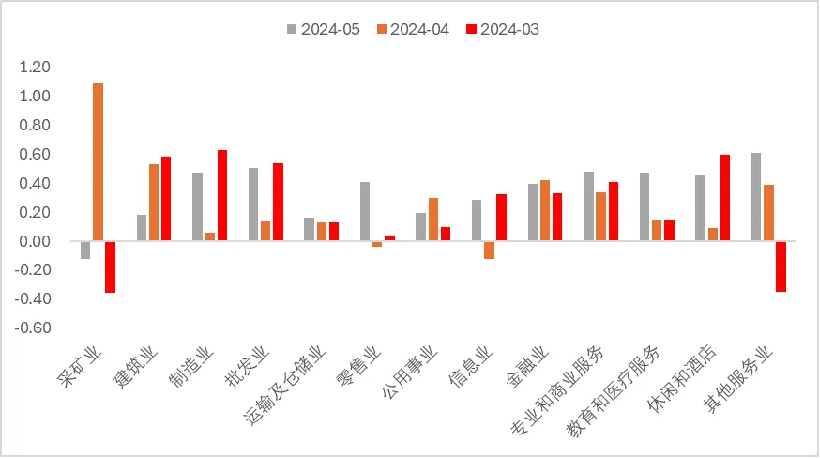 2024-05 2024-04 2024-03
1.20
1.00
0.80
0.60
0.40
0.20
0.00
-0.20
-0.40
-0.60
采矿业
建筑业
制造业
批发业
运输及仓储业
零售业
公用事业
信息业
金融业
专业和商业服务
教育和医疗服务
休闲和酒店
其他服务业